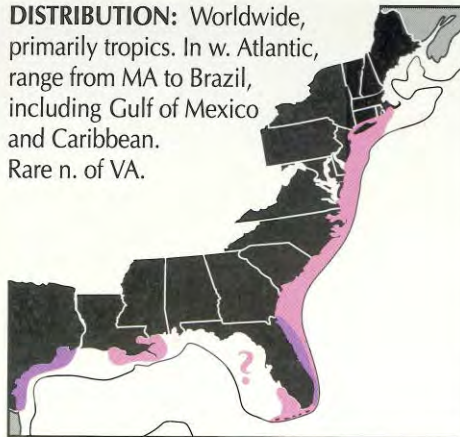 DISTRIBUTION: Worldwide,
primarily tropics. In w. Atlantic,
range from MA to Brazil,
including Gulf of Mexico
and Caribbean.
Rare n. of VA.
?